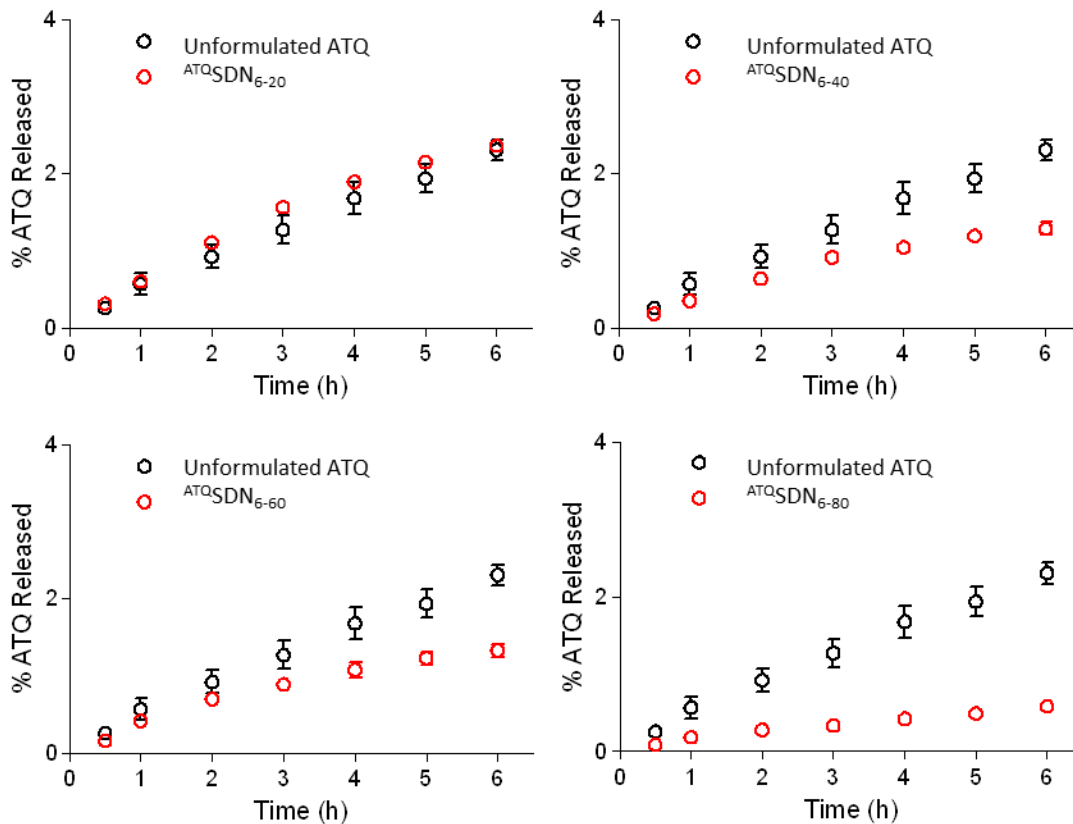 4
Unformulated ATQ
ATQSDN6-20
% ATQ Released
2
0
0 1 2 3 4 5 6
Time (h)
4
Unformulated ATQ
ATQSDN6-40
% ATQ Released
2
0
0 1 2 3 4 5 6
Time (h)
4
Unformulated ATQ
ATQSDN6-60
% ATQ Released
2
0
0 1 2 3 4 5 6
Time (h)
4
Unformulated ATQ
ATQSDN6-80
% ATQ Released
2
0
0 1 2 3 4 5 6
Time (h)